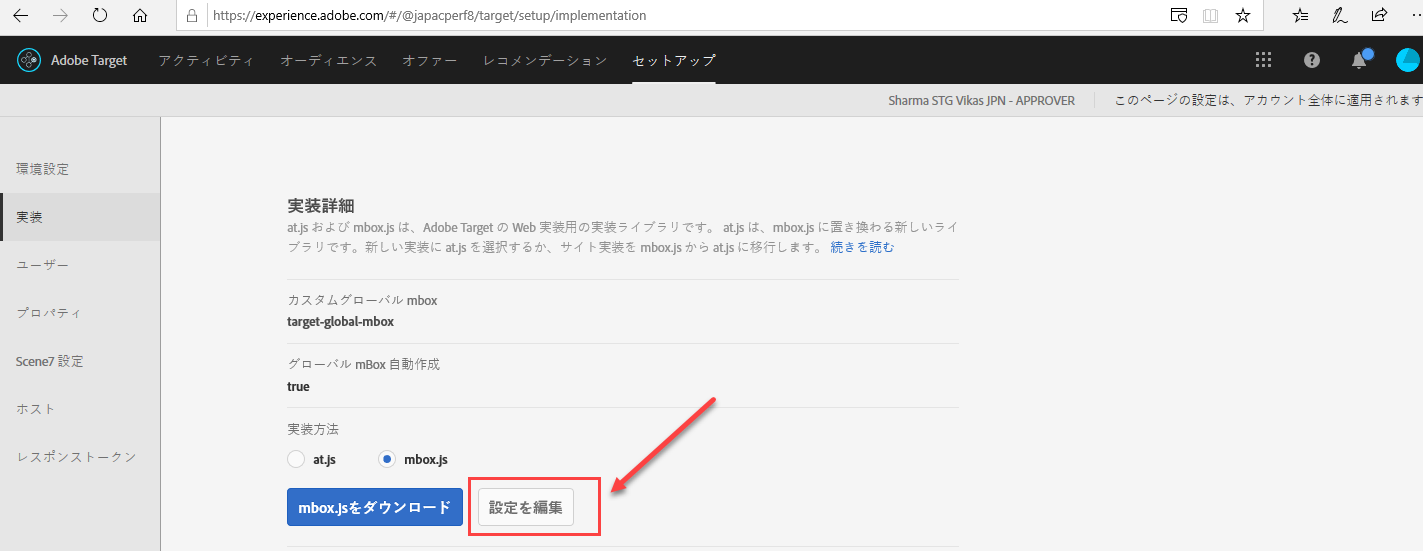 https://experience.adobe.com/#/@japacperf8/target/setup/implementation
Adobe Target アクティビティ オーディエンス オファー レコメンデーション セットアップ
Sharma STG Vikas JPN - APPROVER このページの設定は、アカウント全体に適用されます
環境設定
実装
ユーザー
プロパティ
Scene7 設定
ホスト
レスポンストークン
実装詳細
at.js および mbox.js は、Adobe Target の Web 実装用の実装ライブラリです。 at.js は、mbox.js に置き換わる新しいライ
ブラリです。新しい実装に at.js を選択するか、サイト実装を mbox.js から at.js に移行します。 続きを読む
カスタムグローバル mbox
target-global-mbox
グローバル mBox 自動作成
true
実装方法
at.js mbox.js
mbox.jsをダウンロード 設定を編集